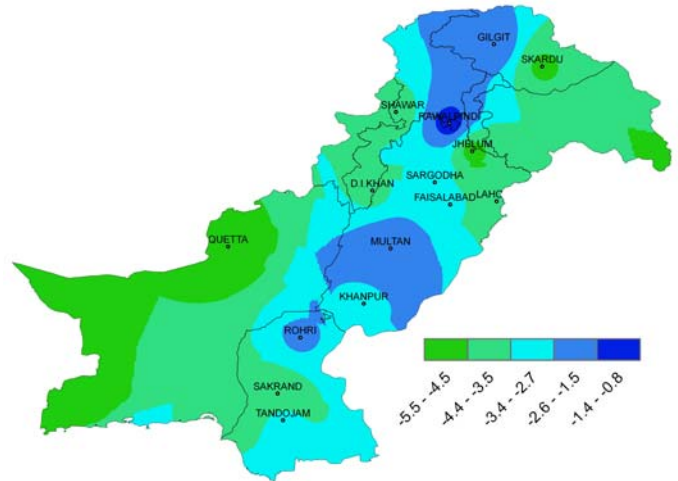 GILGIT
SKARDU
SHAWAR
RAWALPINDI
JHELUM
D.I.KHAN
SARGODHA
FAISALABAD
LAHO
QUETTA
MULTAN
KHANPUR
ROHRI
SAKRAND
TANDOJAM
-5.5 - -4.5
-4.4 - -3.5
-3.4 - -2.7
-2.6 - -1.5
-1.4 - -0.8